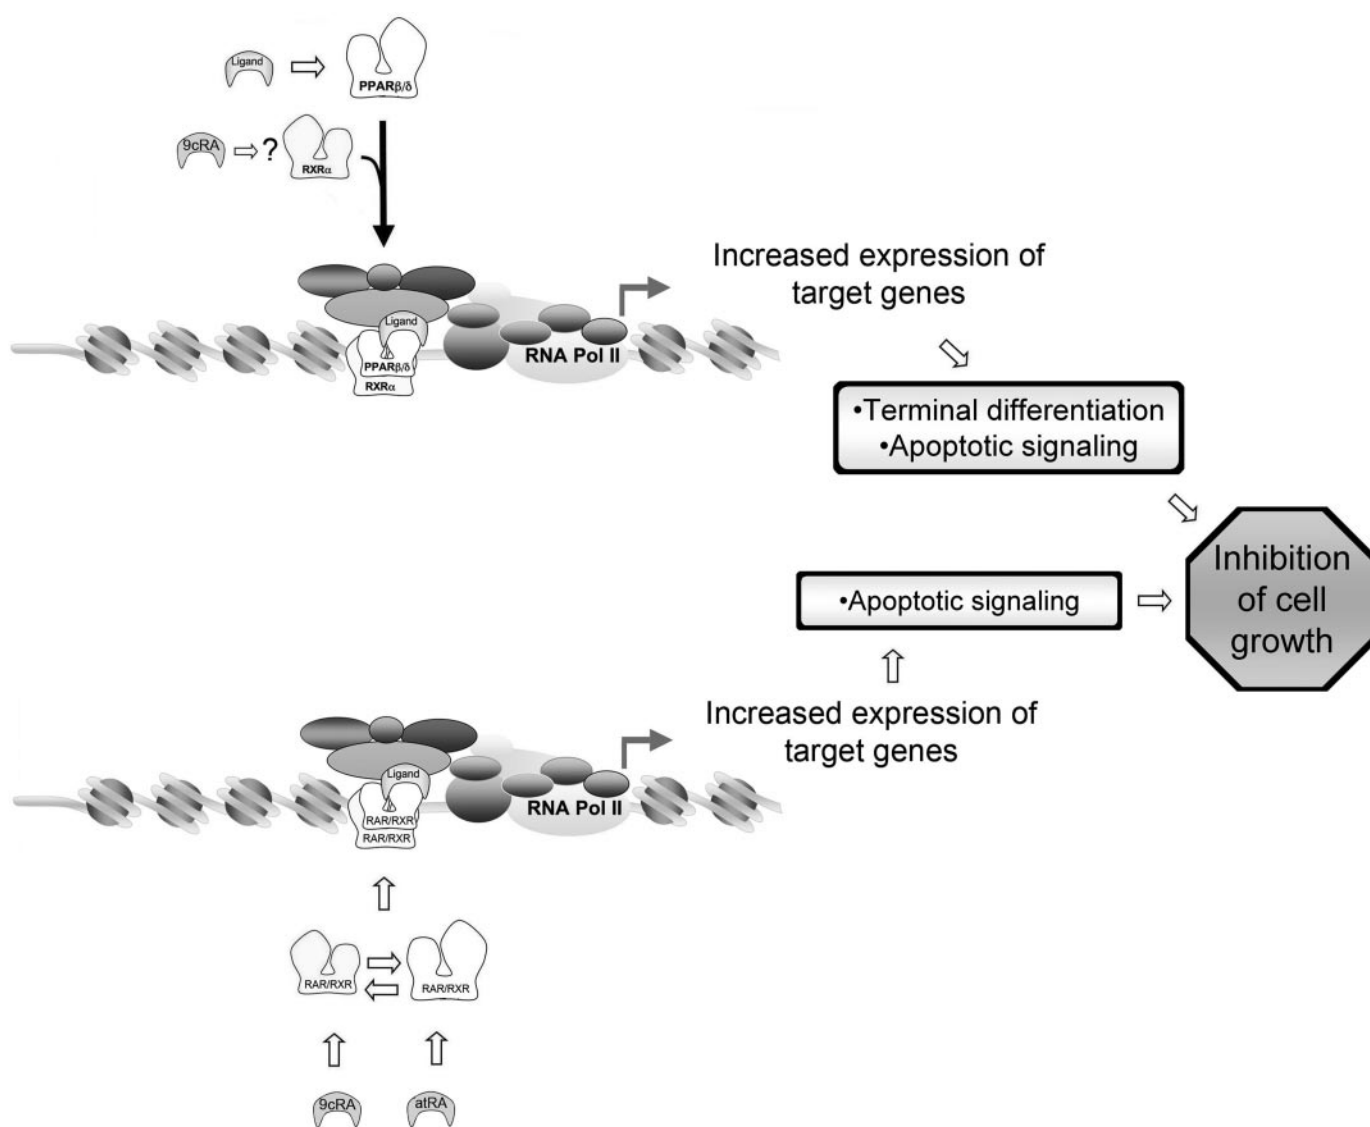 Ligand
PPARβ/δ
9cRA
?
RXRα
Increased expression of
target genes
Ligand
PPARβ/δ
RXRα
RNA Pol II
•Terminal differentiation
•Apoptotic signaling
Inhibition
of cell
growth
•Apoptotic signaling
Increased expression of
target genes
Ligand
RAR/RXR
RAR/RXR
RNA Pol II
RAR/RXR
RAR/RXR
9cRA
atRA